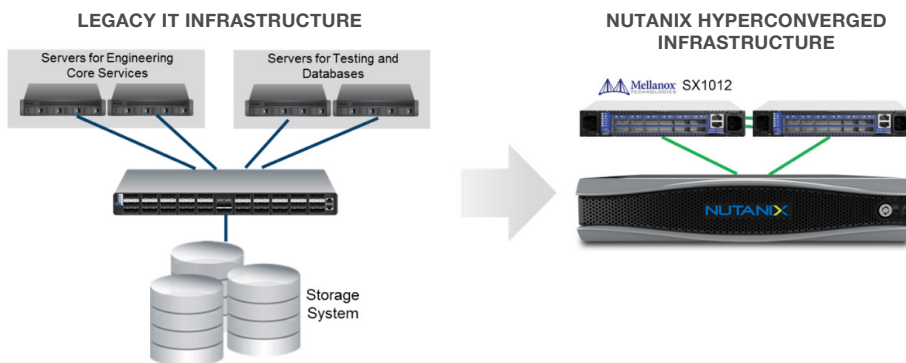 LEGACY IT INFRASTRUCTURE
Servers for Engineering
Core Services
Servers for Testing and
Databases
Storage
System
NUTANIX HYPERCONVERGED
INFRASTRUCTURE
Mellanox SX1012
TECHNOLOGIES
NUTANIX